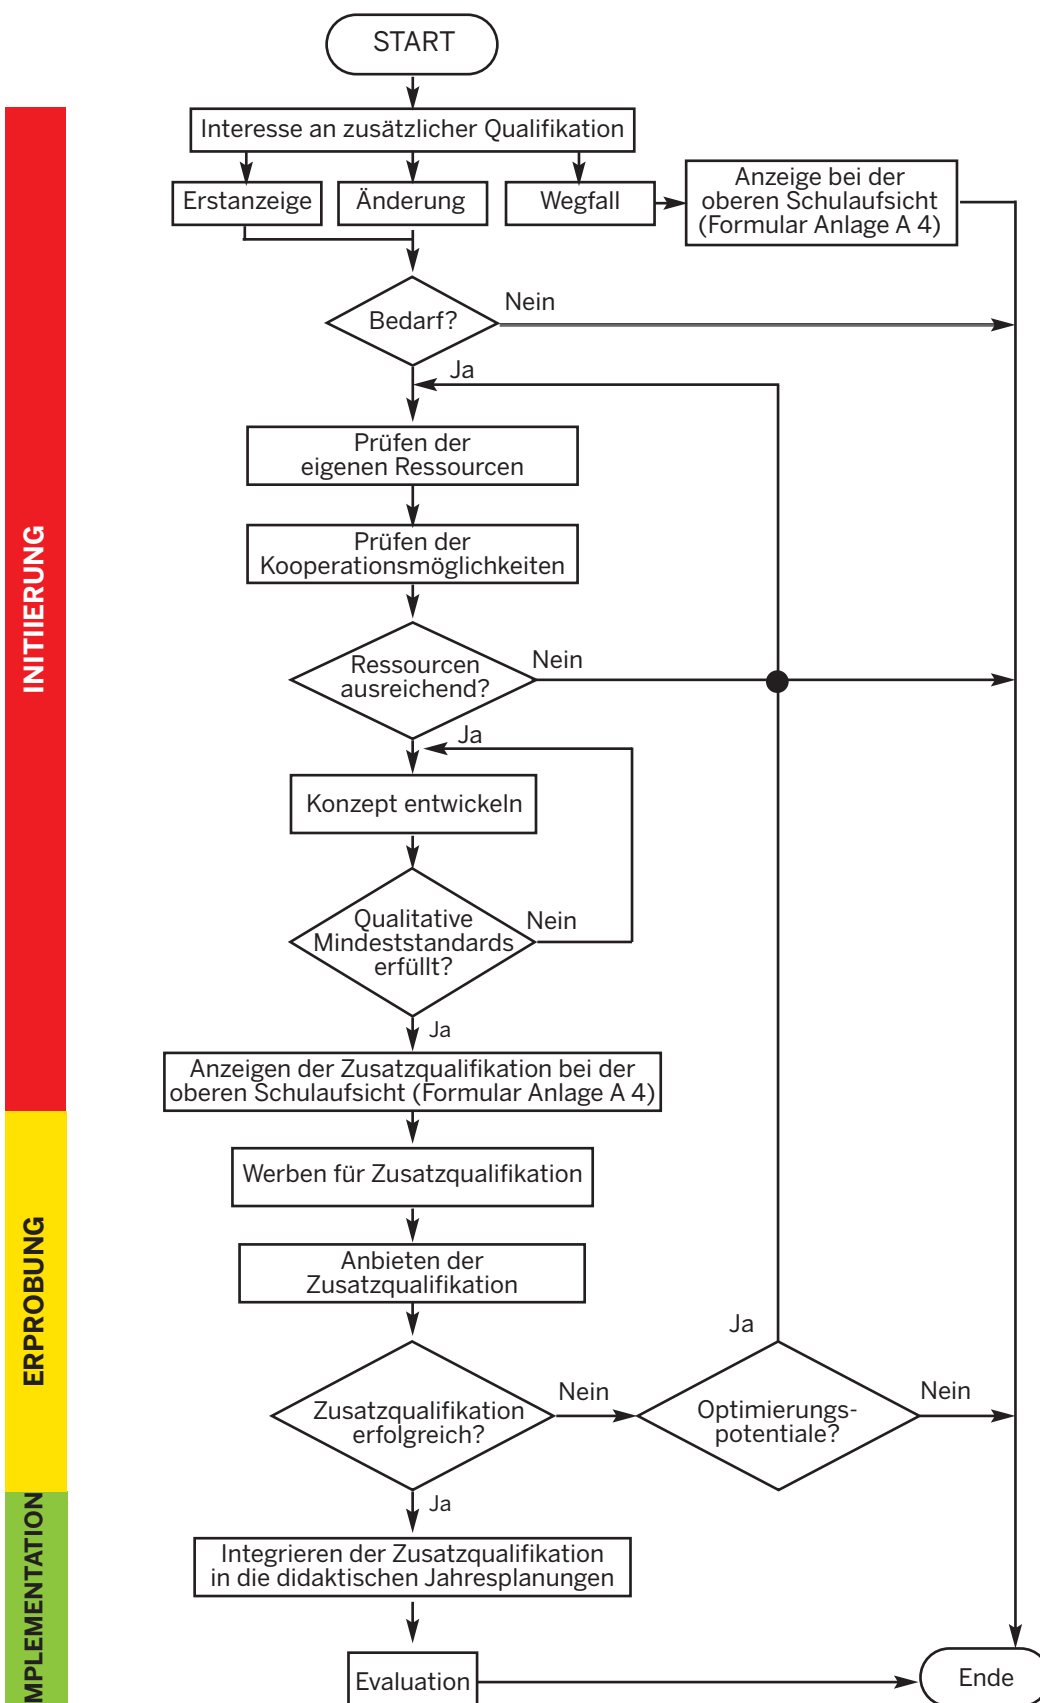 START
Interesse an zusätzlicher Qualifikation
Erstanzeige
Änderung
Wegfall
Anzeige bei der
oberen Schulaufsicht
(Formular Anlage A 4)
Bedarf?
Nein
Ja
Prüfen der
eigenen Ressourcen
Prüfen der
Kooperationsmöglichkeiten
Ressourcen
ausreichend?
Nein
Ja
Konzept entwickeln
Qualitative
Mindeststandards
erfüllt?
Nein
Ja
Anzeigen der Zusatzqualifikation bei der
oberen Schulaufsicht (Formular Anlage A 4)
INITIIERUNG
Werben für Zusatzqualifikation
Anbieten der
Zusatzqualifikation
Zusatzqualifikation
erfolgreich?
Nein
Ja
Optimierungs-
potentiale?
Nein
Ja
ERPROBUNG
Integrieren der Zusatzqualifikation
in die didaktischen Jahresplanungen
Evaluation
Ende
MPLEMENTATION